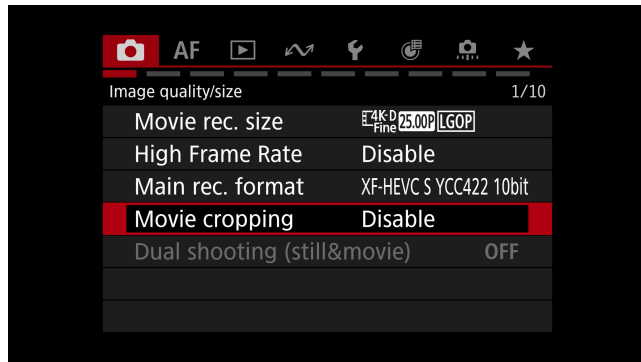 AF
Image quality/size 1/10
Movie rec. size 4K-D Fine 25.00P LGOP
High Frame Rate Disable
Main rec. format XF-HEVC S YCC422 10bit
Movie cropping Disable
Dual shooting (still&movie) OFF